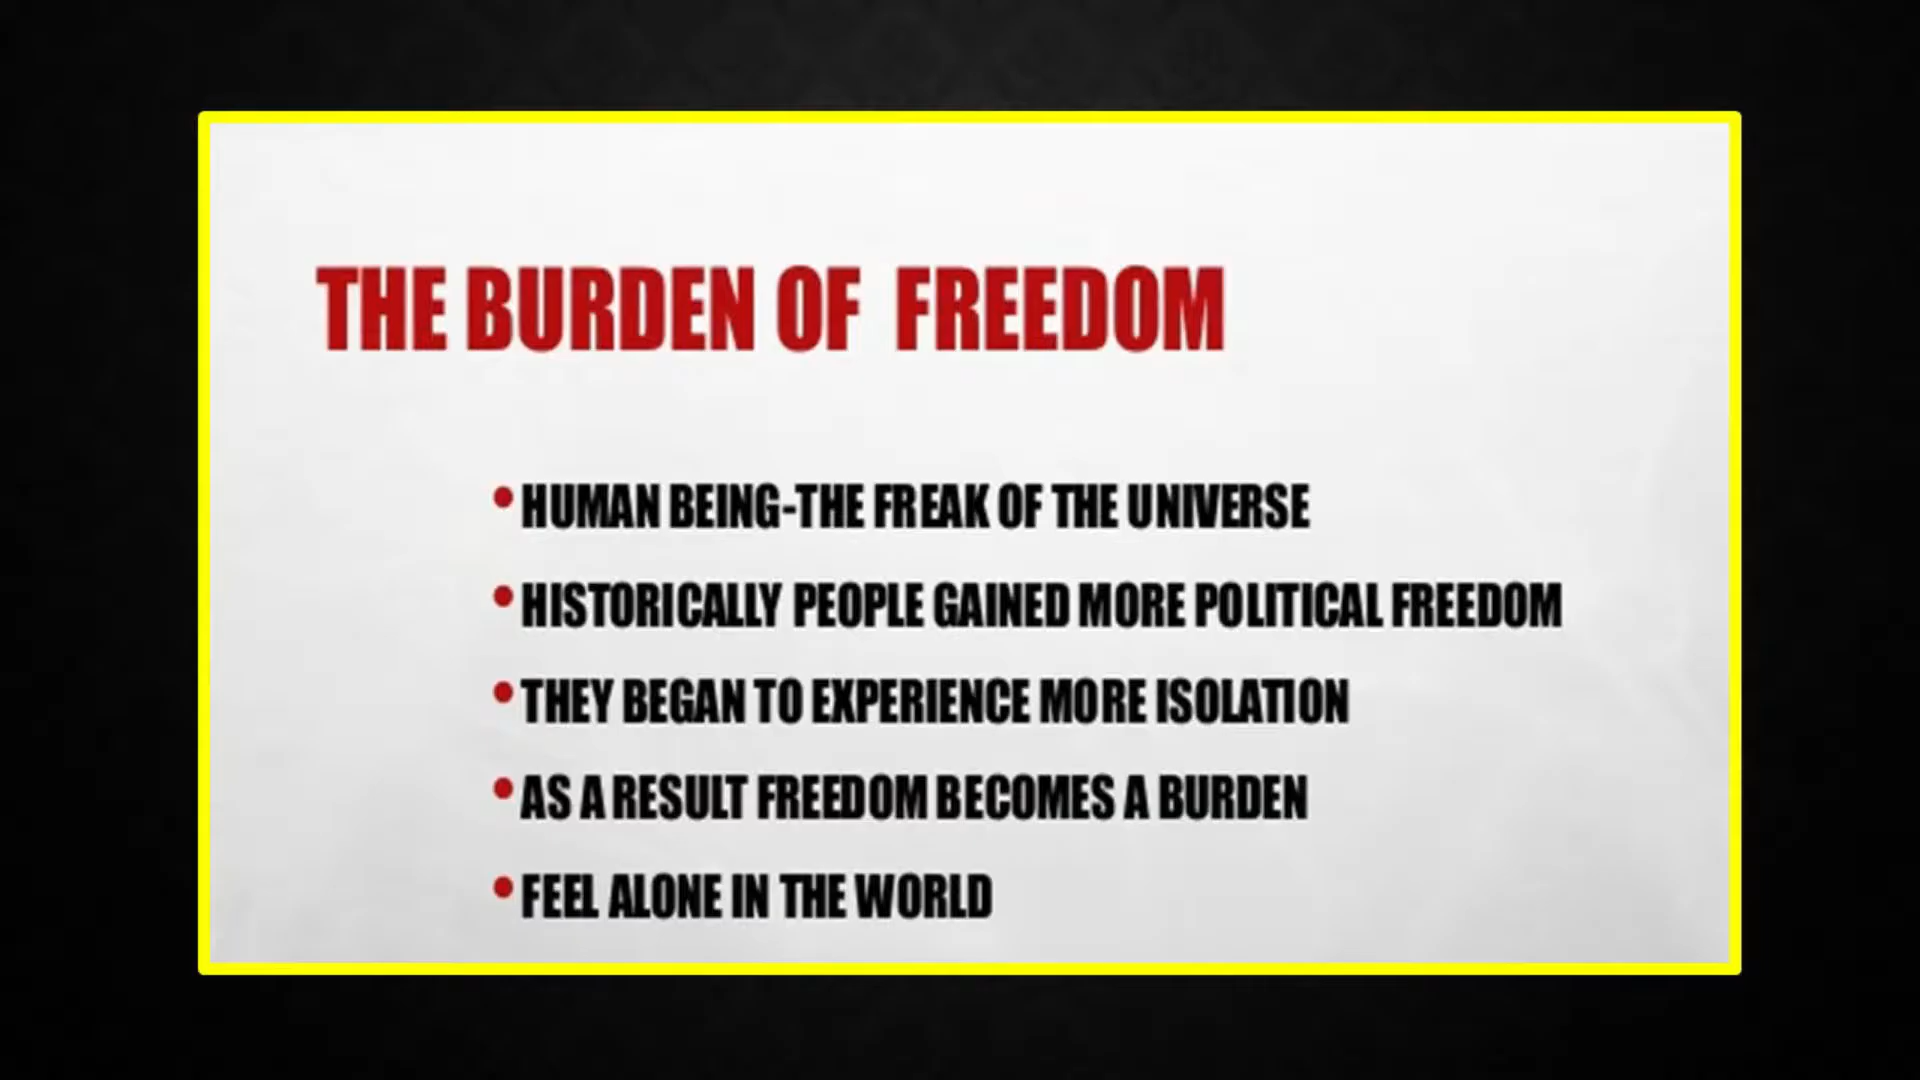 THE BURDEN OF FREEDOM
•HUMAN BEING-THE FREAK OF THE UNIVERSE
•HISTORICALLY PEOPLE GAINED MORE POLITICAL FREEDOM
•THEY BEGAN TO EXPERIENCE MORE ISOLATION
•AS A RESULT FREEDOM BECOMES A BURDEN
•FEEL ALONE IN THE WORLD